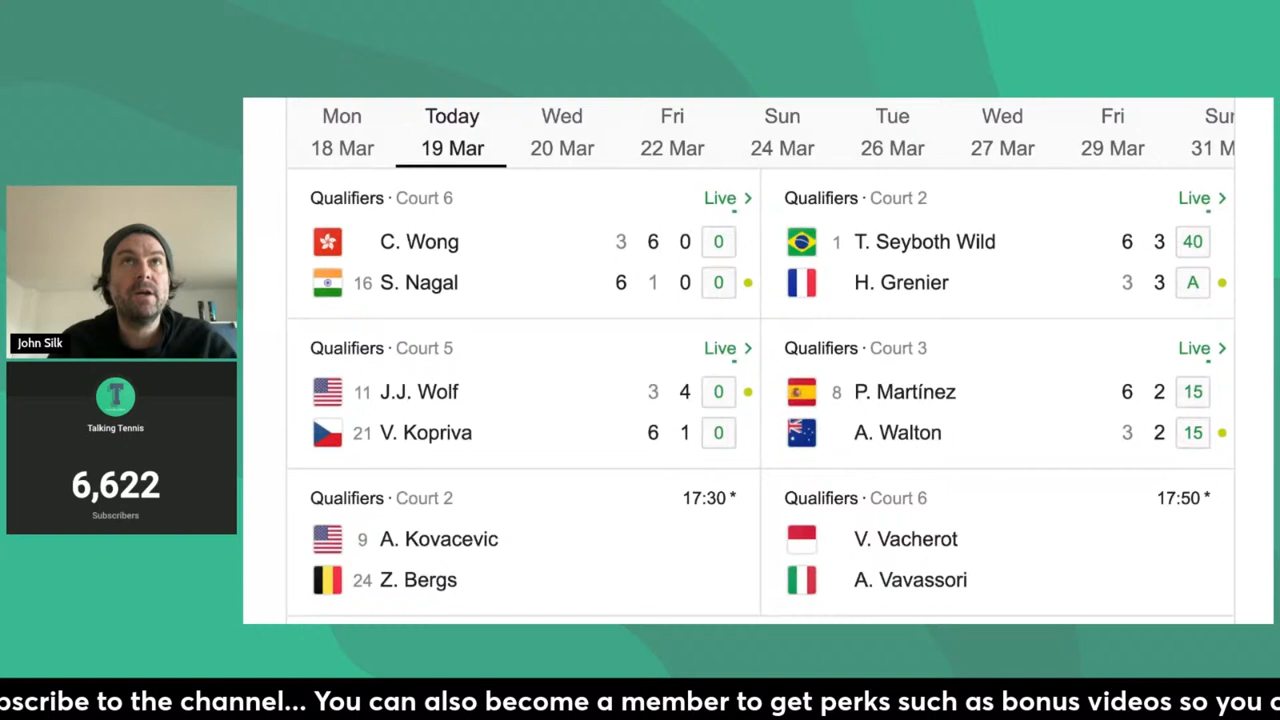 Mon Today Wed Fri Sun Tue Wed Fri Sur
18 Mar 19 Mar 20 Mar 22 Mar 24 Mar 26 Mar 27 Mar 29 Mar 31 M
Qualifiers · Court 6 Live >
C. Wong 3 6 0 0
16 S. Nagal 6 1 0 0
Qualifiers · Court 2 Live >
1 T. Seyboth Wild 6 3 40
H. Grenier 3 3 A
Qualifiers · Court 5 Live >
11 J.J. Wolf 3 4 0
21 V. Kopriva 6 1 0
Qualifiers · Court 3 Live >
8 P. Martínez 6 2 15
A. Walton 3 2 15
Qualifiers · Court 2 17:30 *
9 A. Kovacevic
24 Z. Bergs
Qualifiers · Court 6 17:50 *
V. Vacherot
A. Vavassori
John Silk
T
Talking Tennis
6,622
Subscribers
bscribe to the channel... You can also become a member to get perks such as bonus videos so you c